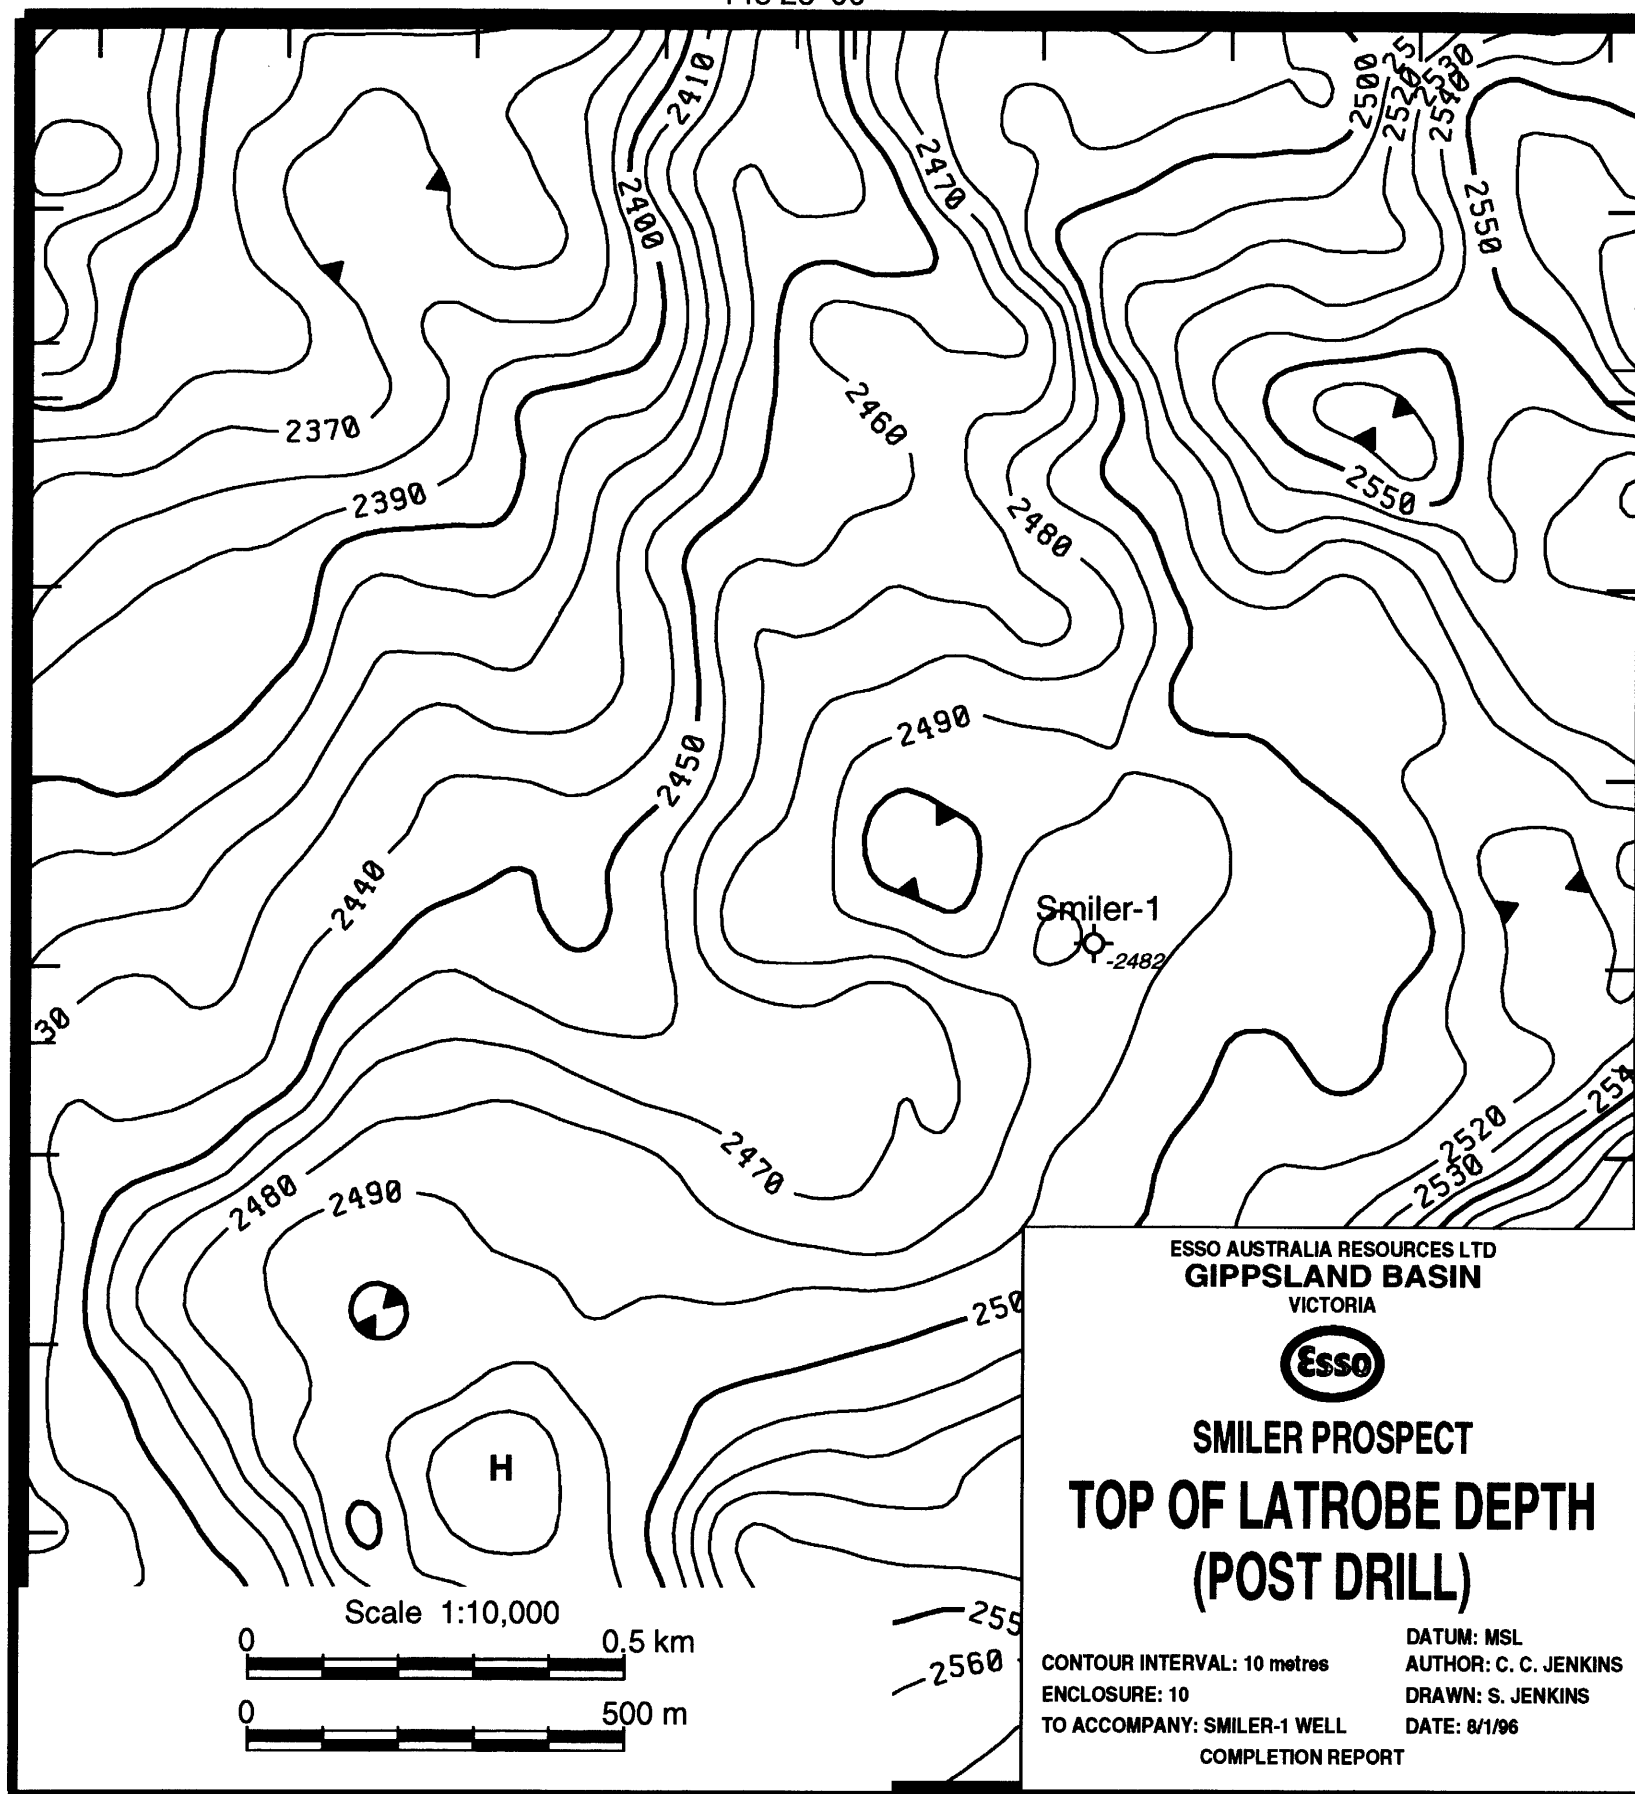 2410
2500
2520
2530
2540
2470
2400
2550
2460
2370
2390
2550
2480
2490
2450
2440
Smiler-1
-2482
30
254
2520
2470
2530
2480
2490
250
H
255
2560
Scale 1:10,000
0 0.5 km
0 500 m
ESSO AUSTRALIA RESOURCES LTD
GIPPSLAND BASIN
VICTORIA
Esso
SMILER PROSPECT
TOP OF LATROBE DEPTH
(POST DRILL)
DATUM: MSL
CONTOUR INTERVAL: 10 metres AUTHOR: C. C. JENKINS
ENCLOSURE: 10 DRAWN: S. JENKINS
TO ACCOMPANY: SMILER-1 WELL DATE: 8/1/96
COMPLETION REPORT